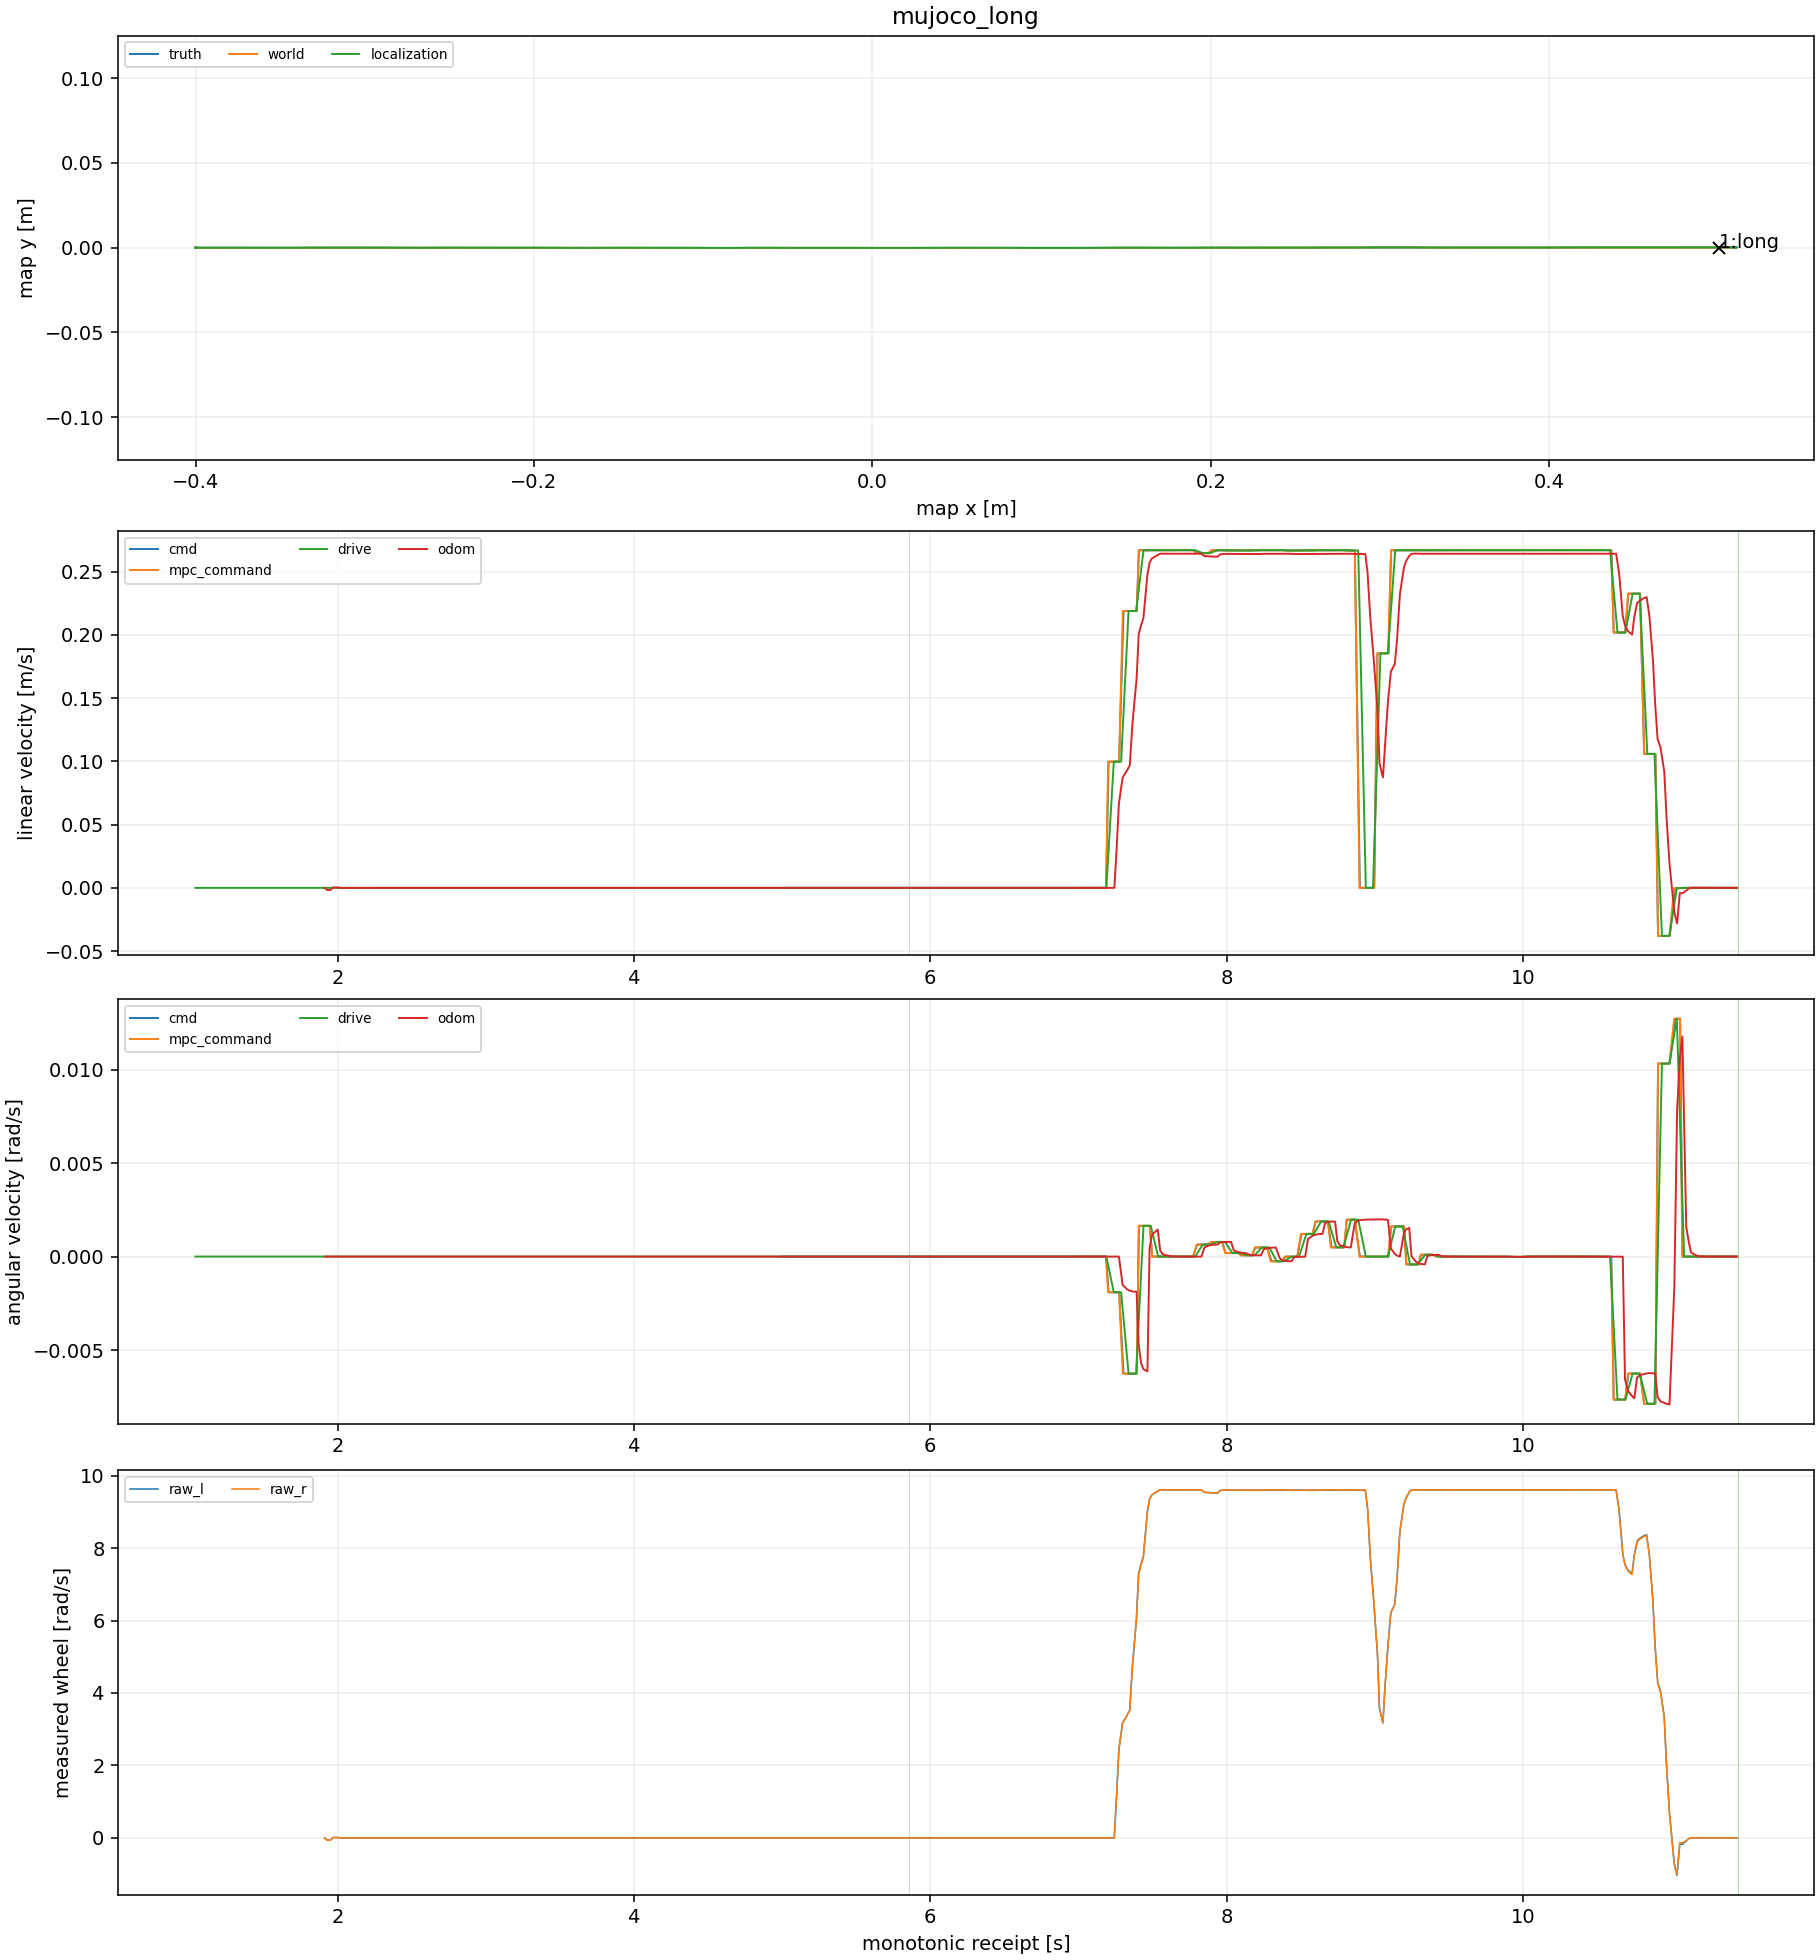 mujoco_long
truth world localization
0.10
0.05
0.00
−0.05
−0.10
map y [m]
1:long
−0.4 −0.2 0.0 0.2 0.4
map x [m]
cmd drive odom
mpc_command
0.25
0.20
0.15
0.10
0.05
0.00
−0.05
linear velocity [m/s]
2 4 6 8 10
cmd drive odom
mpc_command
0.010
0.005
0.000
−0.005
angular velocity [rad/s]
2 4 6 8 10
raw_l raw_r
10
8
6
4
2
0
measured wheel [rad/s]
2 4 6 8 10
monotonic receipt [s]